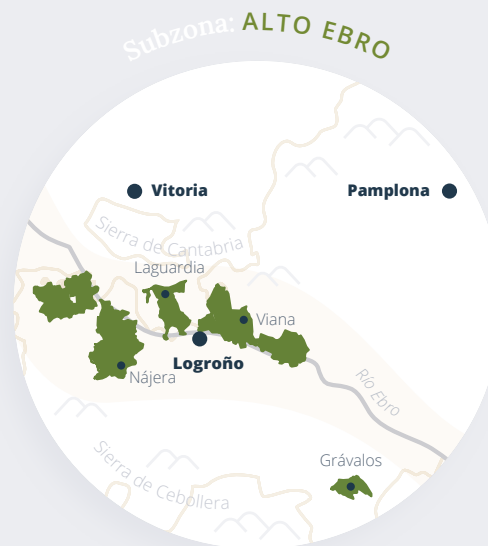 Subzona: ALTO EBRO
Vitoria
Pamplona
Sierra de Cantabria
Laguardia
Viana
Logroño
Nájera
Río Ebro
Grávalos
Sierra de Cebollera